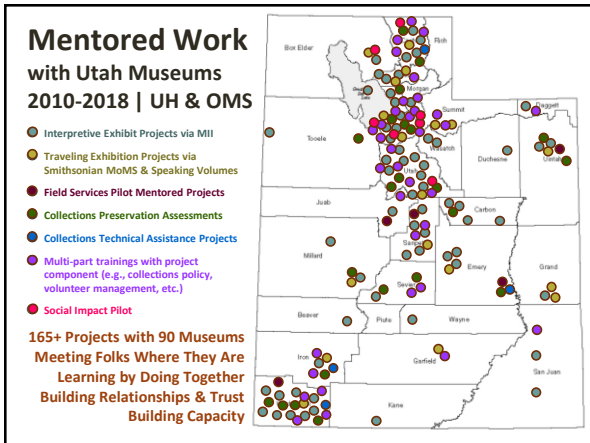 Mentored Work
with Utah Museums
2010-2018 | UH & OMS
Interpretive Exhibit Projects via MII
Traveling Exhibition Projects via
Smithsonian MoMS & Speaking Volumes
Field Services Pilot Mentored Projects
Collections Preservation Assessments
Collections Technical Assistance Projects
Multi-part trainings with project
component (e.g., collections policy,
volunteer management, etc.)
Social Impact Pilot
165+ Projects with 90 Museums
Meeting Folks Where They Are
Learning by Doing Together
Building Relationships & Trust
Building Capacity
Box Elder
Rich
Morgan
Summit
Daggett
Tooele
Wasatch
Duchesne
Uintah
Utah
Juab
Carbon
Millard
Emery
Grand
Sevier
Beaver
Piute
Wayne
Iron
Garfield
San Juan
Kane